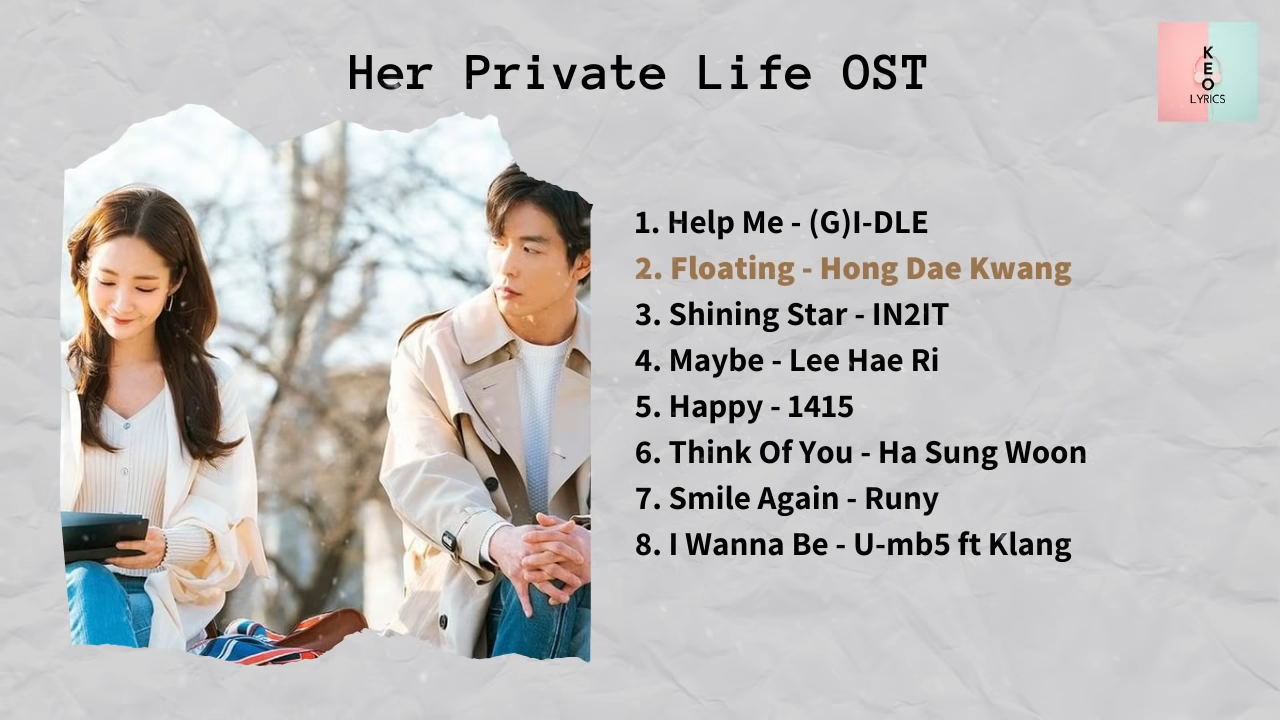 Her Private Life OST
K
E
O
LYRICS
1. Help Me - (G)I-DLE
2. Floating - Hong Dae Kwang
3. Shining Star - IN2IT
4. Maybe - Lee Hae Ri
5. Happy - 1415
6. Think Of You - Ha Sung Woon
7. Smile Again - Runy
8. I Wanna Be - U-mb5 ft Klang